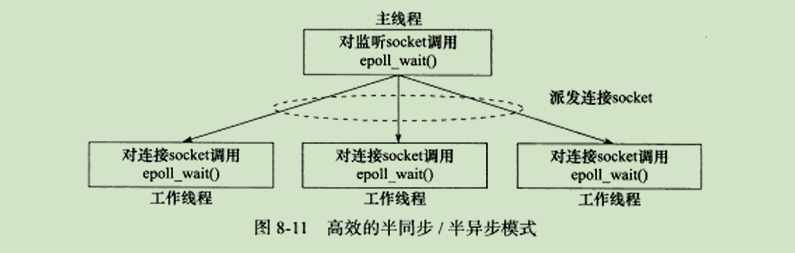 主线程
对监听socket调用
epoll_wait()
派发连接socket
对连接socket调用
epoll_wait()
工作线程
对连接socket调用
epoll_wait()
工作线程
对连接socket调用
epoll_wait()
工作线程
图 8-11 高效的半同步 / 半异步模式